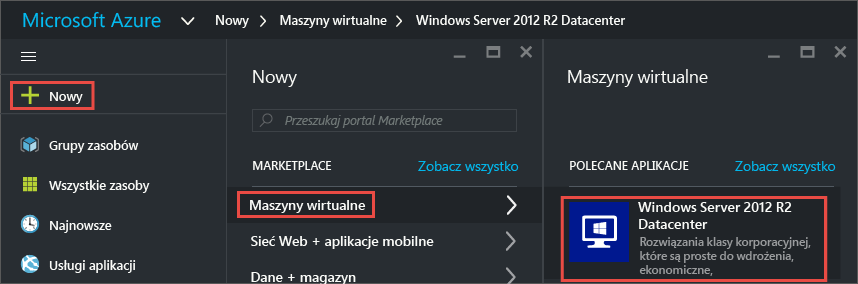 Microsoft Azure Nowy Maszyny wirtualne Windows Server 2012 R2 Datacenter
Nowy
Grupy zasobów
Wszystkie zasoby
Najnowsze
Usługi aplikacji
Nowy
Przeszukaj portal Marketplace
MARKETPLACE Zobacz wszystko
Maszyny wirtualne
Sieć Web + aplikacje mobilne
Dane + magazyn
Maszyny wirtualne
POLECANE APLIKACJE Zobacz wszystko
Windows Server 2012 R2
Datacenter
Rozwiązania klasy korporacyjnej,
które są proste do wdrożenia,
ekonomiczne,